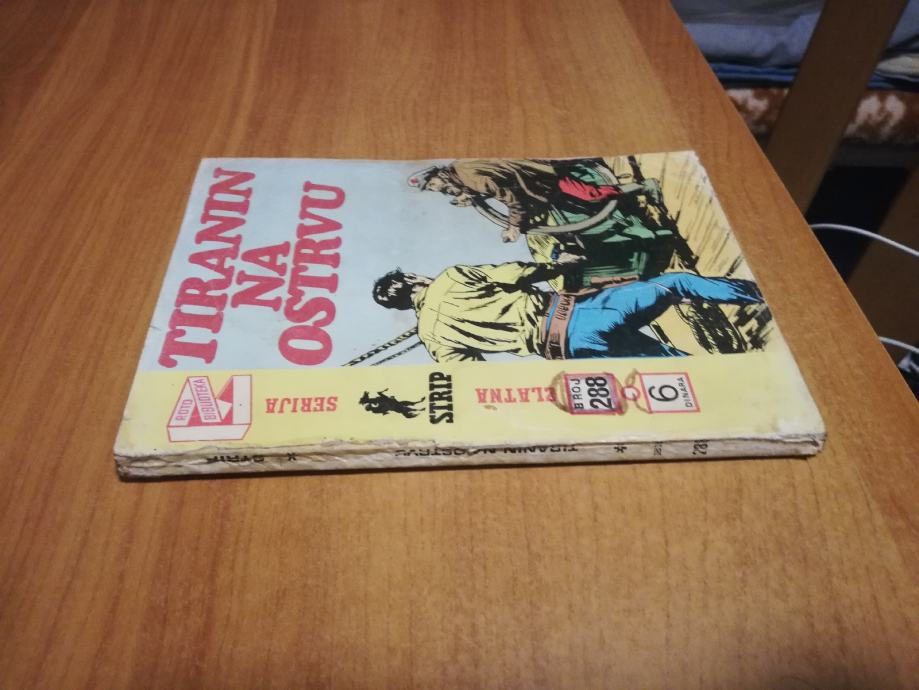 TIRANIN
NA
OSTRVU
ROTO
BIBLIOTEKA
SERIJA
STRIP
ZLATNA
BROJ
288
6
DINARA
TIRANIN NA OSTRVU